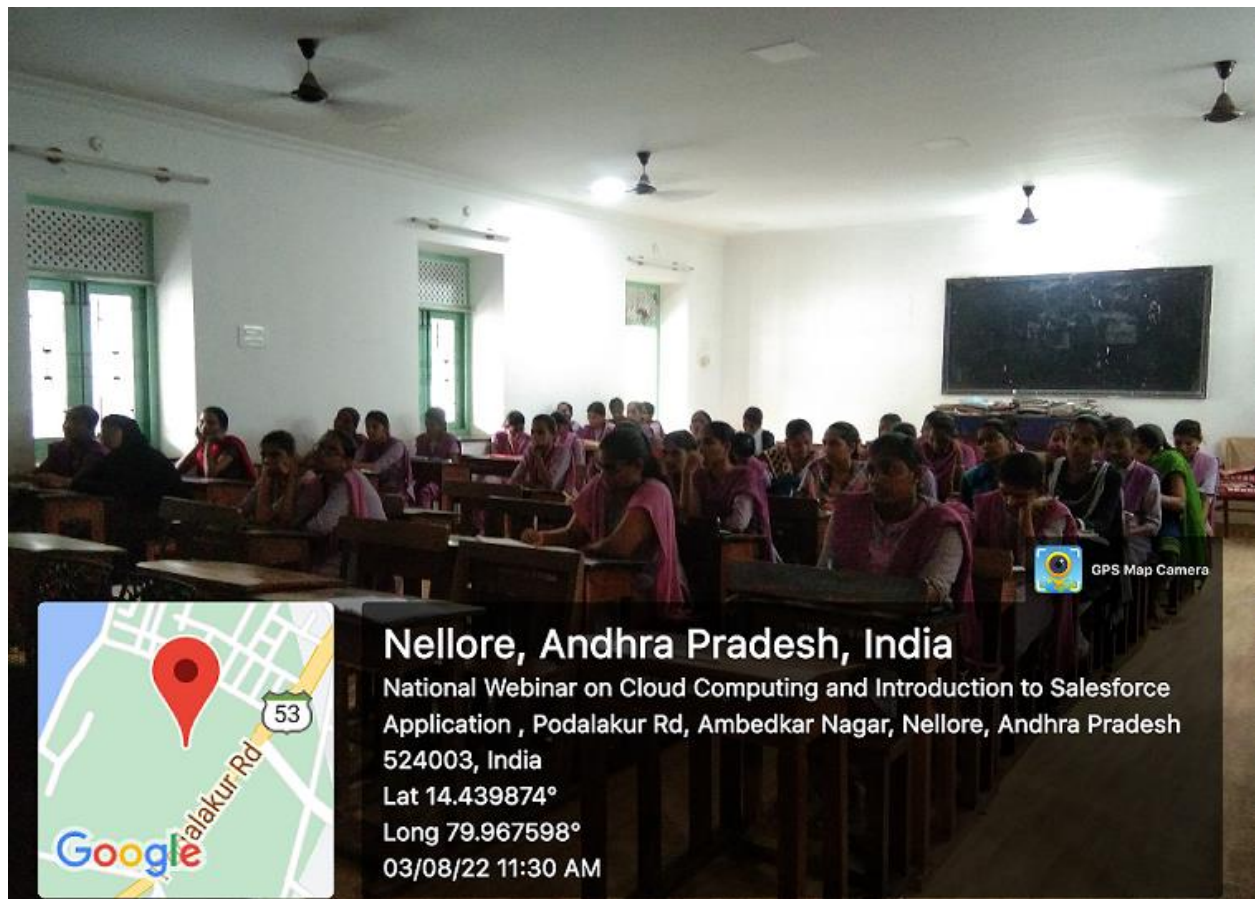 GPS Map Camera
Nellore, Andhra Pradesh, India
National Webinar on Cloud Computing and Introduction to Salesforce
Application , Podalakur Rd, Ambedkar Nagar, Nellore, Andhra Pradesh
524003, India
Lat 14.439874°
Long 79.967598°
03/08/22 11:30 AM
53
alakur Rd
Google